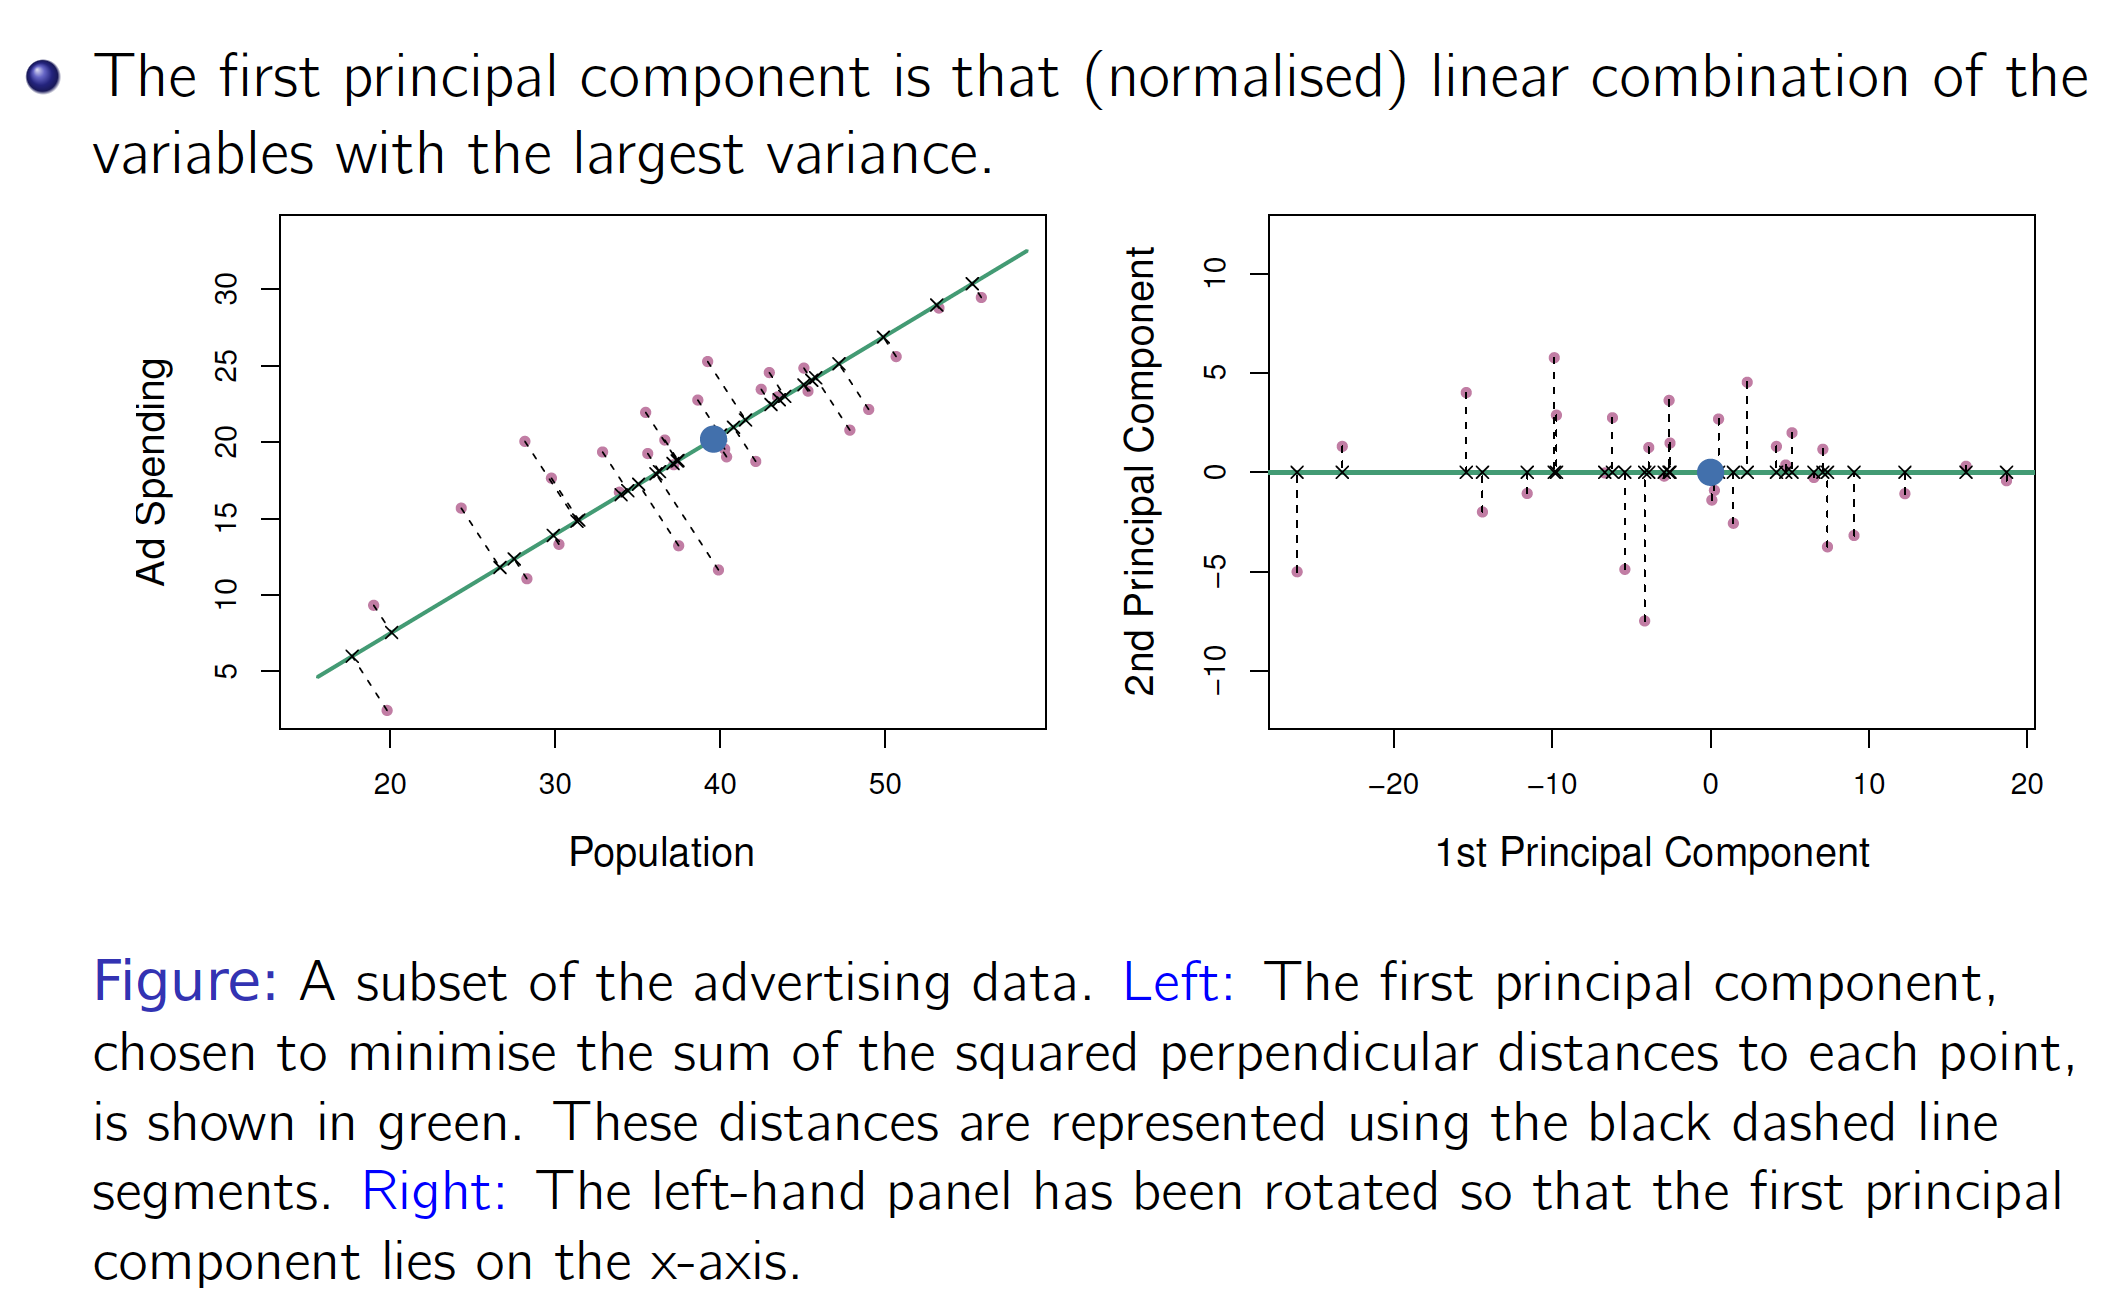 The first principal component is that (normalised) linear combination of the
variables with the largest variance.
Ad Spending
30
25
20
15
10
5
20 30 40 50
Population
2nd Principal Component
10
5
0
−5
−10
−20 −10 0 10 20
1st Principal Component
Figure: A subset of the advertising data. Left: The first principal component,
chosen to minimise the sum of the squared perpendicular distances to each point,
is shown in green. These distances are represented using the black dashed line
segments. Right: The left-hand panel has been rotated so that the first principal
component lies on the x-axis.